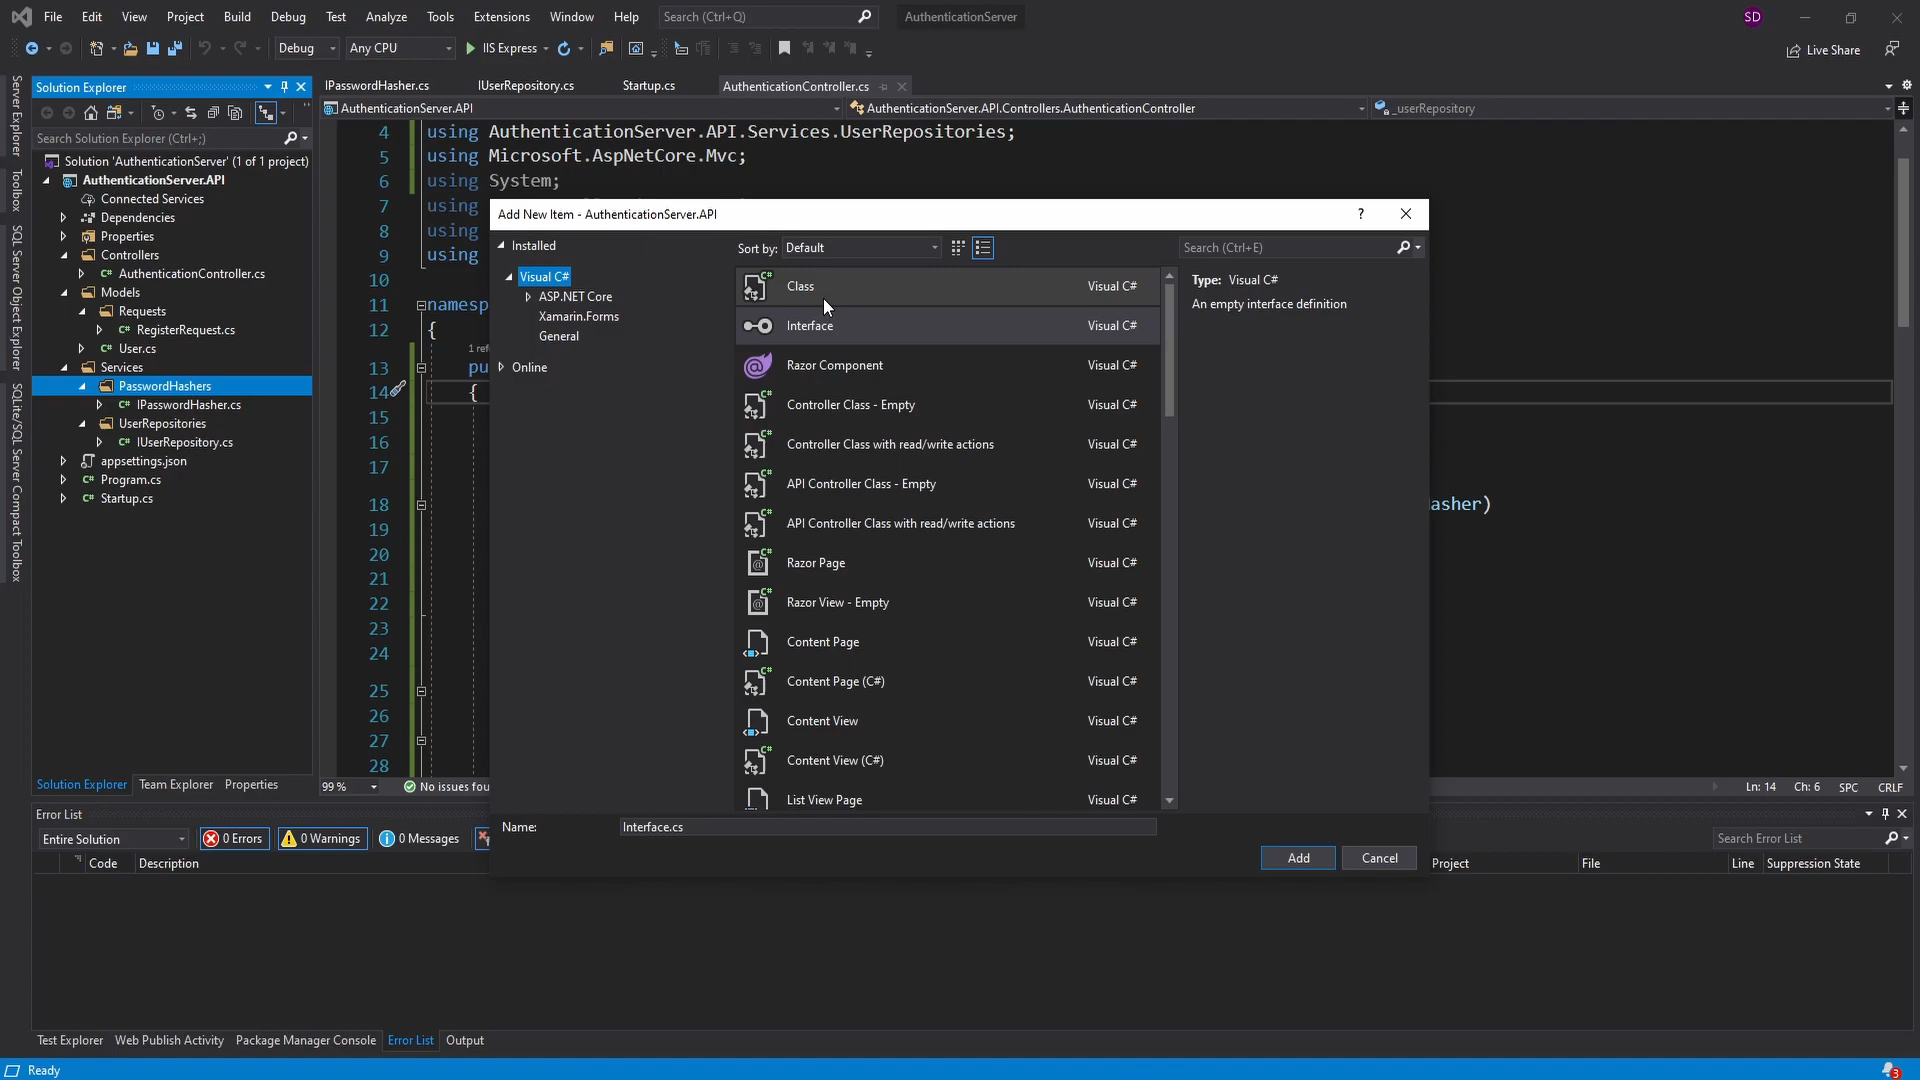 File Edit View Project Build Debug Test Analyze Tools Extensions Window Help Search (Ctrl+Q) AuthenticationServer SD
Debug Any CPU IIS Express Live Share
Server Explorer
Toolbox
SQL Server Object Explorer
SQLite/SQL Server Compact Toolbox
Solution Explorer
Search Solution Explorer (Ctrl+;)
Solution 'AuthenticationServer' (1 of 1 project)
AuthenticationServer.API
Connected Services
Dependencies
Properties
Controllers
C# AuthenticationController.cs
Models
Requests
C# RegisterRequest.cs
C# User.cs
Services
PasswordHashers
C# IPasswordHasher.cs
UserRepositories
C# IUserRepository.cs
appsettings.json
C# Program.cs
C# Startup.cs
Solution Explorer Team Explorer Properties
IPasswordHasher.cs IUserRepository.cs Startup.cs AuthenticationController.cs
AuthenticationServer.API AuthenticationServer.API.Controllers.AuthenticationController _userRepository
4 using AuthenticationServer.API.Services.UserRepositories;
5 using Microsoft.AspNetCore.Mvc;
6 using System;
7 using
8 using
9 using
10
11 namesp
12 {
1 ref
13 pu
14 {
15
16
17
18 asher)
19
20
21
22
23
24
25
26
27
28
99 % No issues fou Ln: 14 Ch: 6 SPC CRLF
Add New Item - AuthenticationServer.API ?
Installed
Visual C#
ASP.NET Core
Xamarin.Forms
General
Online
Sort by: Default Search (Ctrl+E)
Class Visual C#
Interface Visual C#
Razor Component Visual C#
Controller Class - Empty Visual C#
Controller Class with read/write actions Visual C#
API Controller Class - Empty Visual C#
API Controller Class with read/write actions Visual C#
Razor Page Visual C#
Razor View - Empty Visual C#
Content Page Visual C#
Content Page (C#) Visual C#
Content View Visual C#
Content View (C#) Visual C#
List View Page Visual C#
Type: Visual C#
An empty interface definition
Name: Interface.cs
Add Cancel
Error List
Entire Solution 0 Errors 0 Warnings 0 Messages Search Error List
Code Description Project File Line Suppression State
Test Explorer Web Publish Activity Package Manager Console Error List Output
Ready 3